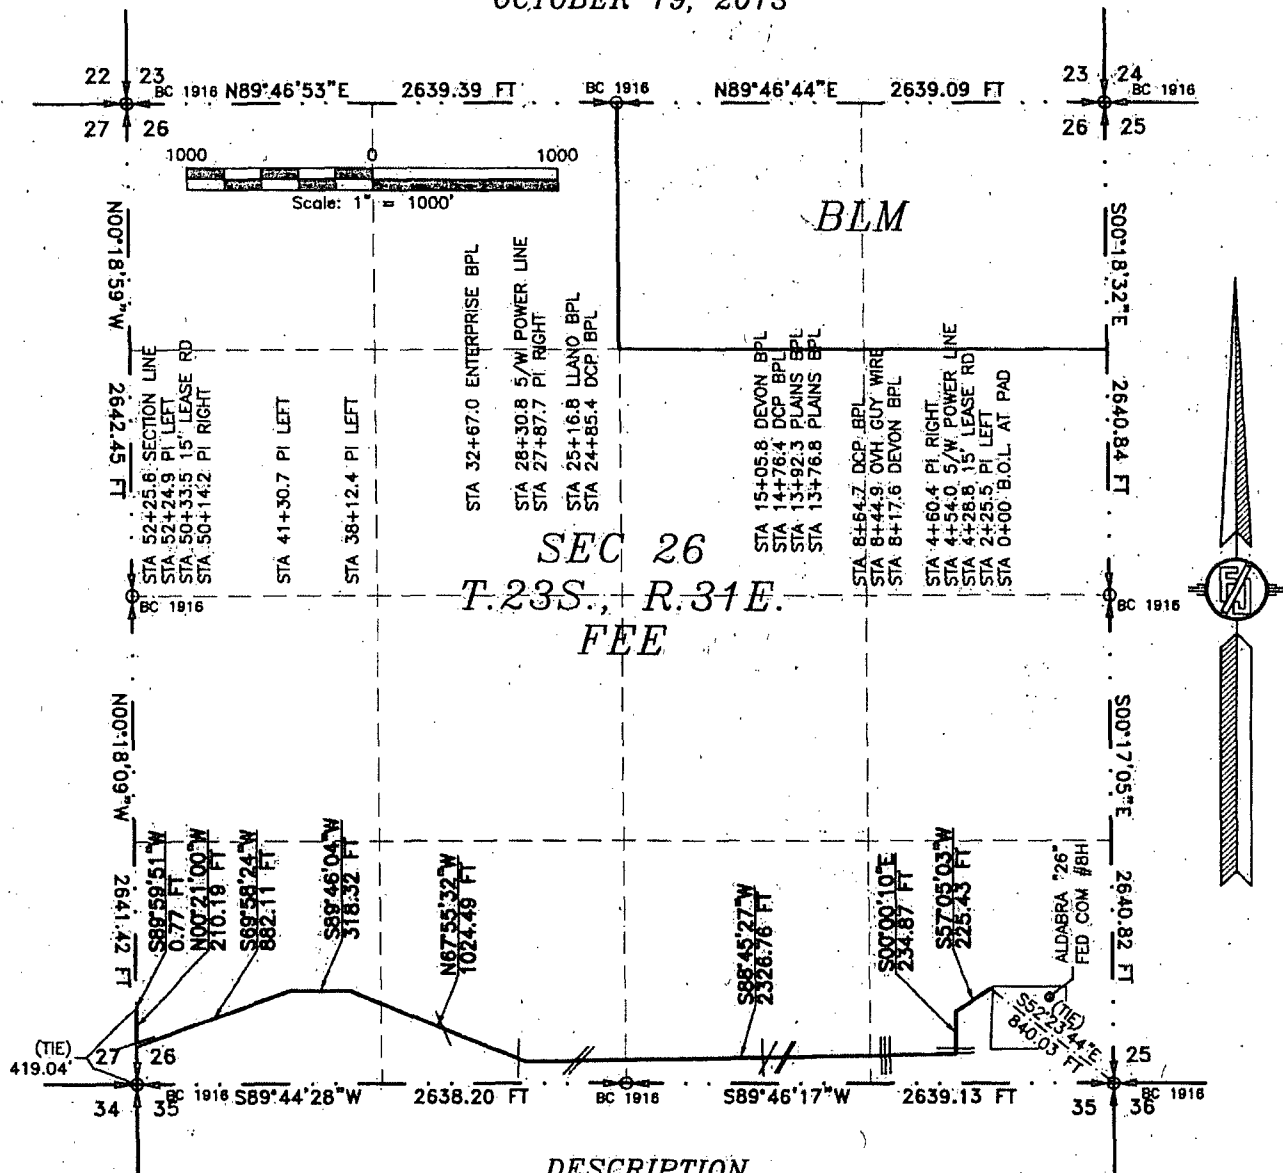 OCTOBER 19, 2013
22 23
27 26
BC 1916
N89°46'53"E 2639.39 FT
BC 1916
N89°46'44"E 2639.09 FT
23 24
26 25
BC 1916
1000 0 1000
Scale: 1" = 1000'
BLM
N00°18'59"W 2642.45 FT
S00°18'32"E 2640.84 FT
STA 52+25.6 SECTION LINE
STA 52+24.9 PI LEFT
STA 50+33.5 15' LEASE RD
STA 50+14.2 PI RIGHT
STA 41+30.7 PI LEFT
STA 38+12.4 PI LEFT
STA 32+67.0 ENTERPRISE BPL
STA 28+30.8 5/W POWER LINE
STA 27+87.7 PI RIGHT
STA 25+16.8 LLANO BPL
STA 24+85.4 DCP BPL
STA 15+05.8 DEVON BPL
STA 14+76.4 DCP BPL
STA 13+92.3 PLAINS BPL
STA 13+76.8 PLAINS BPL
STA 8+64.7 DCP BPL
STA 8+44.9 OVH. GUY WIRE
STA 8+17.6 DEVON BPL
STA 4+60.4 PI RIGHT
STA 4+54.0 5/W POWER LINE
STA 4+28.8 15' LEASE RD
STA 2+25.5 PI LEFT
STA 0+00 B.O.L. AT PAD
SEC 26
T.23S., R.31E.
FEE
BC 1916
BC 1916
N00°18'09"W 2641.42 FT
S00°17'05"E 2640.82 FT
S89°59'51"W
0.77 FT
N00°21'00"W
210.19 FT
S69°58'24"W
882.11 FT
S89°46'04"W
318.32 FT
N67°55'32"W
1024.49 FT
S88°45'27"W
2326.76 FT
S00°00'10"E
234.87 FT
S57°05'03"W
225.43 FT
ALDABRA "26"
FED COM #8H
S52°23'44"E
(TIE)
840.03 FT
(TIE)
419.04'
27 26
34 35
BC 1916
S89°44'28"W 2638.20 FT
BC 1916
S89°46'17"W 2639.13 FT
25
35 36
BC 1916
DESCRIPTION